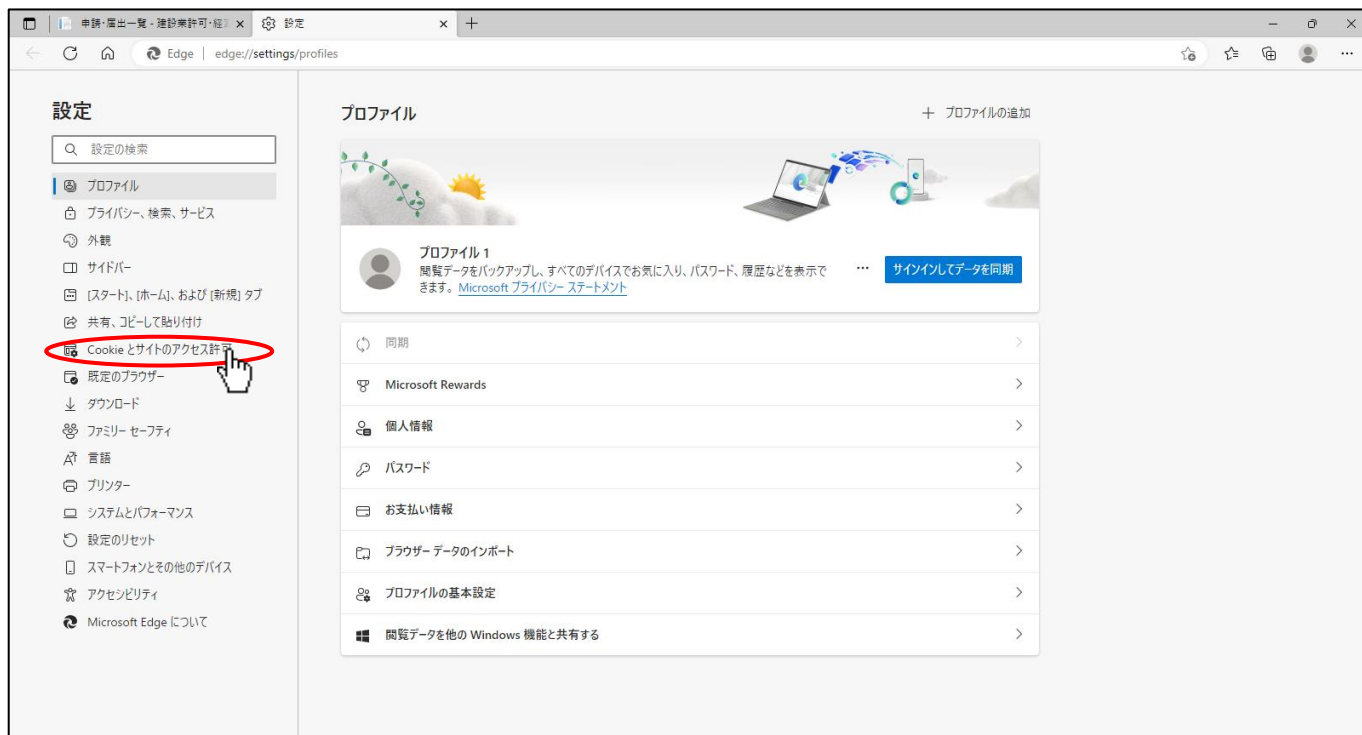 申請・届出一覧 - 建設業許可・経
設定
Edge | edge://settings/profiles
設定
設定の検索
プロファイル
プライバシー、検索、サービス
外観
サイドバー
[スタート]、[ホーム]、および [新規] タブ
共有、コピーして貼り付け
Cookie とサイトのアクセス許可
既定のブラウザー
ダウンロード
ファミリー セーフティ
言語
プリンター
システムとパフォーマンス
設定のリセット
スマートフォンとその他のデバイス
アクセシビリティ
Microsoft Edge について
プロファイル
プロファイルの追加
プロファイル 1
閲覧データをバックアップし、すべてのデバイスでお気に入り、パスワード、履歴などを表示で
きます。Microsoft プライバシー ステートメント
サインインしてデータを同期
同期
Microsoft Rewards
個人情報
パスワード
お支払い情報
ブラウザー データのインポート
プロファイルの基本設定
閲覧データを他の Windows 機能と共有する